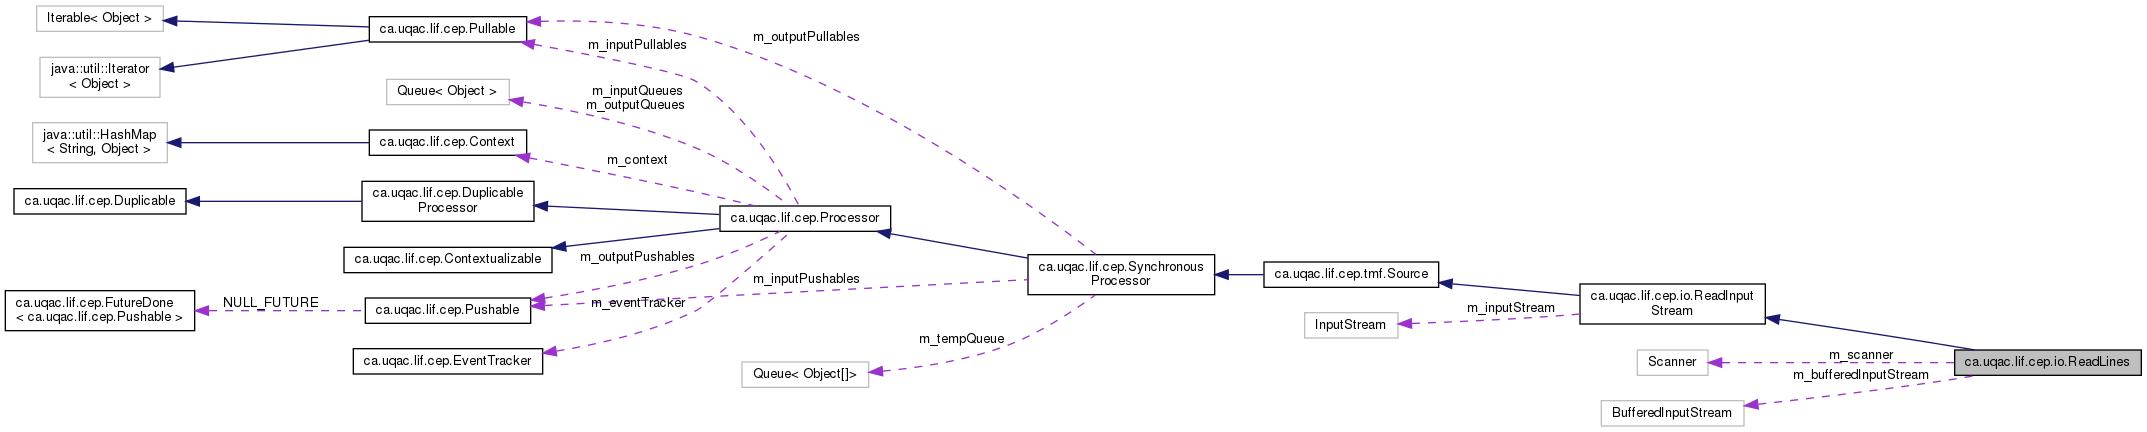 Iterable< Object >
java::util::Iterator
< Object >
ca.uqac.lif.cep.Pullable
m_inputPullables
m_outputPullables
Queue< Object >
m_inputQueues
m_outputQueues
java::util::HashMap
< String, Object >
ca.uqac.lif.cep.Context
m_context
ca.uqac.lif.cep.Duplicable
ca.uqac.lif.cep.Duplicable
Processor
ca.uqac.lif.cep.Processor
ca.uqac.lif.cep.Contextualizable
m_outputPushables
m_inputPushables
ca.uqac.lif.cep.Synchronous
Processor
ca.uqac.lif.cep.tmf.Source
ca.uqac.lif.cep.FutureDone
< ca.uqac.lif.cep.Pushable >
NULL_FUTURE
ca.uqac.lif.cep.Pushable
m_eventTracker
ca.uqac.lif.cep.EventTracker
m_tempQueue
Queue< Object[]>
InputStream
m_inputStream
ca.uqac.lif.cep.io.ReadInput
Stream
Scanner
m_scanner
m_bufferedInputStream
ca.uqac.lif.cep.io.ReadLines
BufferedInputStream